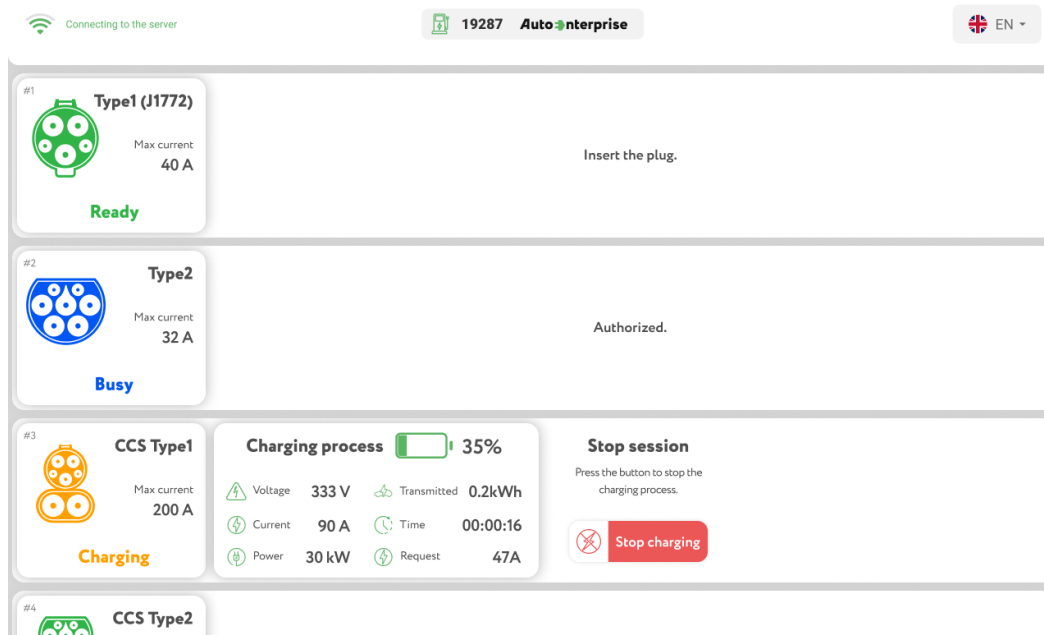 Connecting to the server
19287 AutoEnterprise
EN
#1
Type1 (J1772)
Max current
40 A
Ready
Insert the plug.
#2
Type2
Max current
32 A
Busy
Authorized.
#3
CCS Type1
Max current
200 A
Charging
Charging process 35%
Voltage 333 V Transmitted 0.2kWh
Current 90 A Time 00:00:16
Power 30 kW Request 47A
Stop session
Press the button to stop the
charging process.
Stop charging
#4
CCS Type2